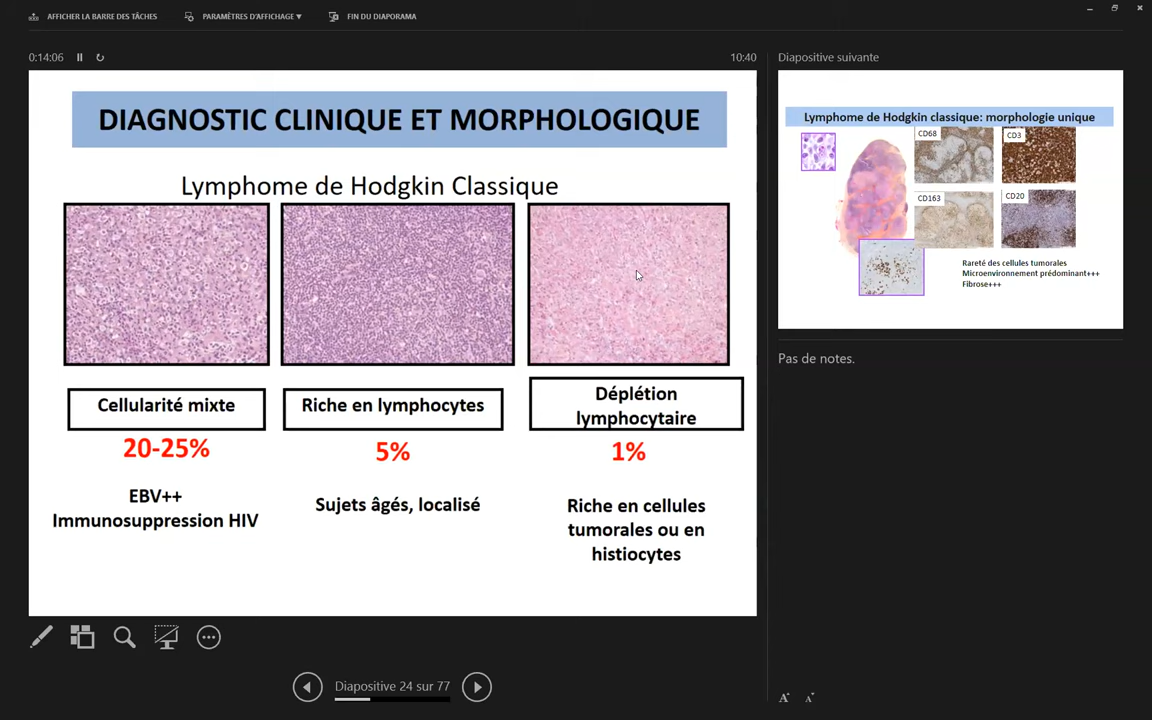 AFFICHER LA BARRE DES TÂCHES
PARAMÈTRES D'AFFICHAGE ▼
FIN DU DIAPORAMA
0:14:06
10:40
DIAGNOSTIC CLINIQUE ET MORPHOLOGIQUE
Lymphome de Hodgkin Classique
Cellularité mixte
20-25%
EBV++
Immunosuppression HIV
Riche en lymphocytes
5%
Sujets âgés, localisé
Déplétion
lymphocytaire
1%
Riche en cellules
tumorales ou en
histiocytes
Diapositive 24 sur 77
Diapositive suivante
Lymphome de Hodgkin classique: morphologie unique
CD68
CD3
CD163
CD20
Rareté des cellules tumorales
Microenvironnement prédominant+++
Fibrose+++
Pas de notes.
A
A